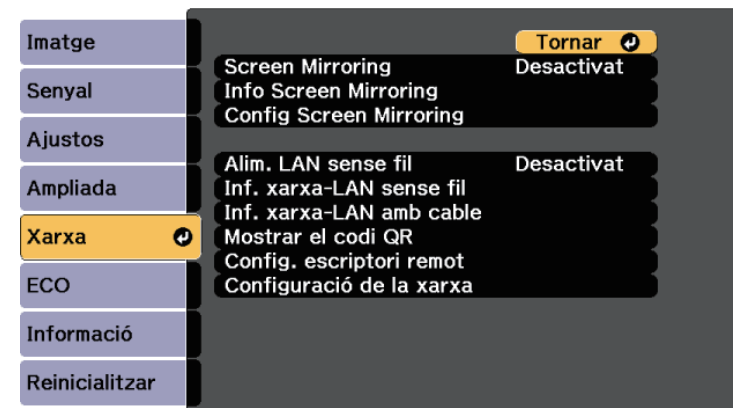 Imatge
Senyal
Ajustos
Ampliada
Xarxa
ECO
Informació
Reinicialitzar
Tornar
Screen Mirroring Desactivat
Info Screen Mirroring
Config Screen Mirroring
Alim. LAN sense fil Desactivat
Inf. xarxa-LAN sense fil
Inf. xarxa-LAN amb cable
Mostrar el codi QR
Config. escriptori remot
Configuració de la xarxa